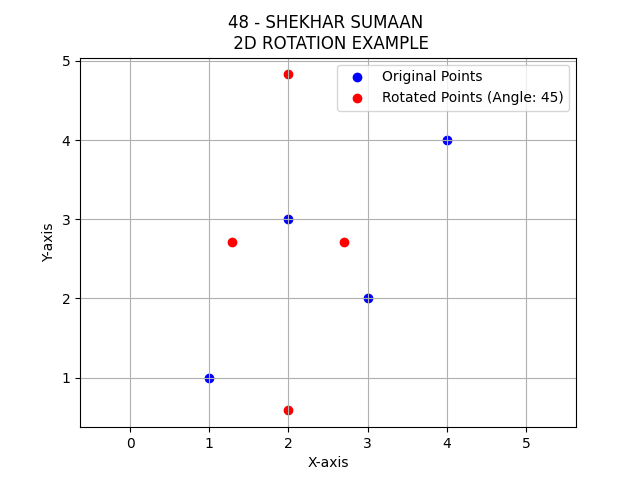 48 - SHEKHAR SUMAAN
2D ROTATION EXAMPLE
Original Points
Rotated Points (Angle: 45)
5
4
3
2
1
Y-axis
0 1 2 3 4 5
X-axis